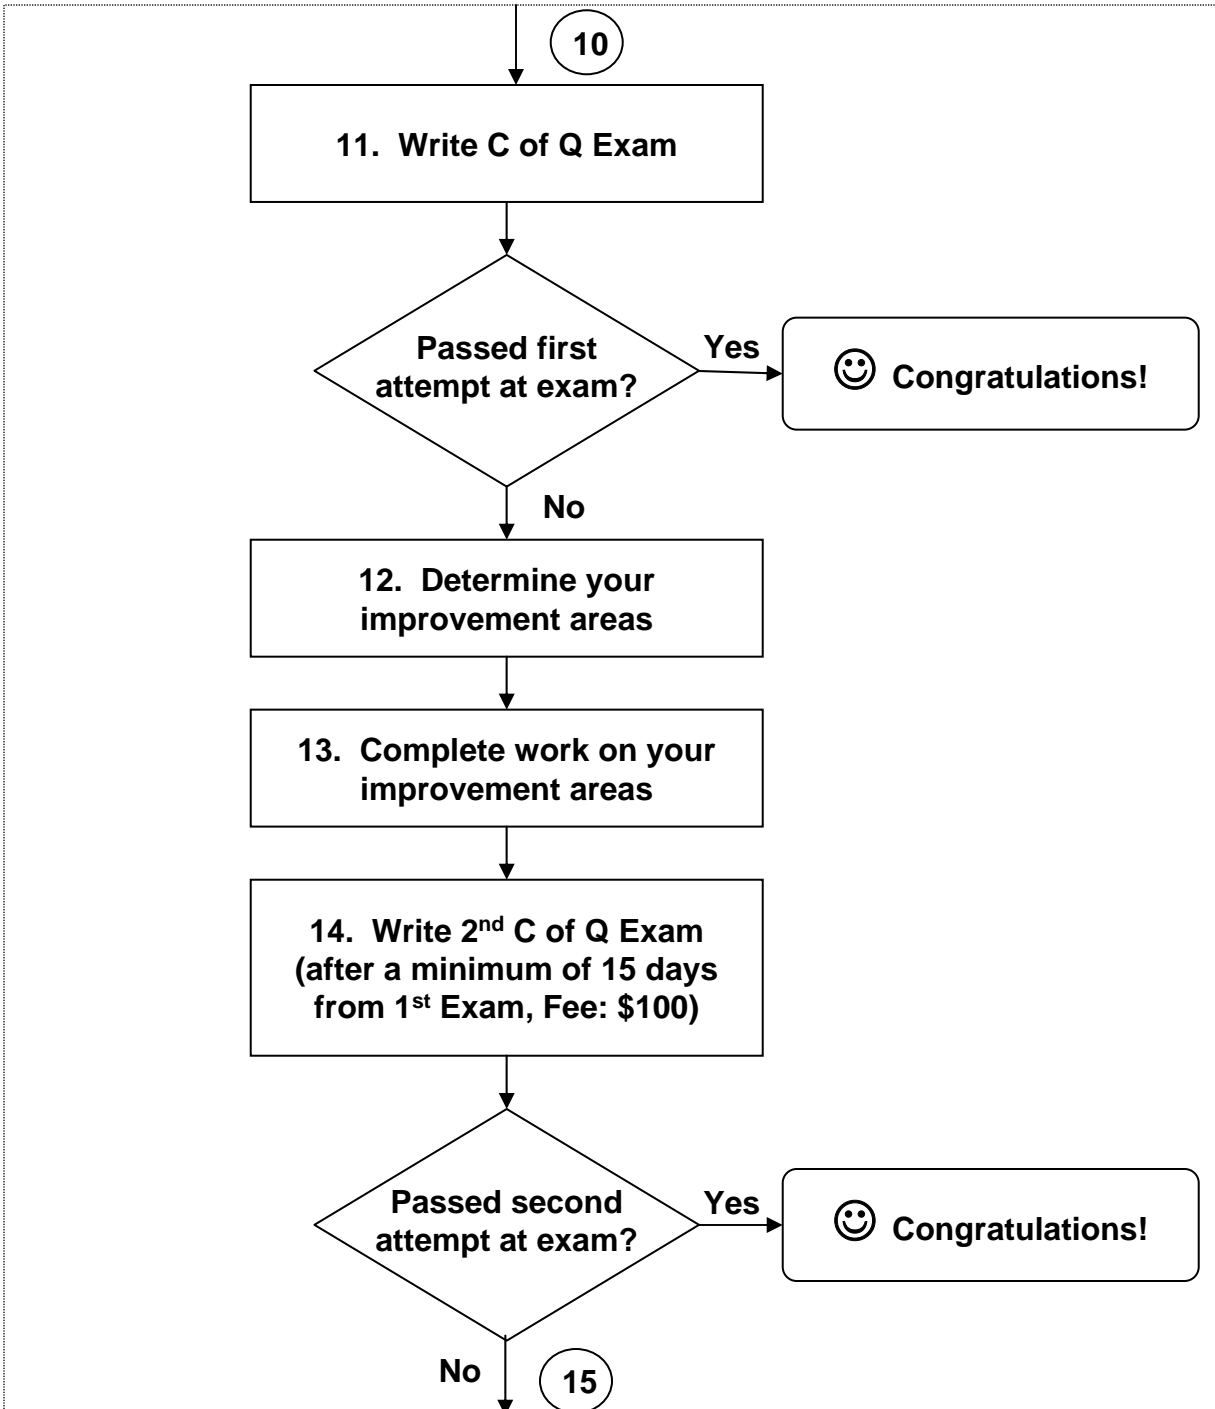 10
11. Write C of Q Exam
Passed first
attempt at exam?
Yes
Congratulations!
No
12. Determine your
improvement areas
13. Complete work on your
improvement areas
14. Write 2nd C of Q Exam
(after a minimum of 15 days
from 1st Exam, Fee: $100)
Passed second
attempt at exam?
Yes
Congratulations!
No
15